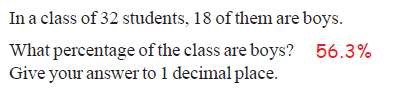 In a class of 32 students, 18 of them are boys.
What percentage of the class are boys? 56.3%
Give your answer to 1 decimal place.